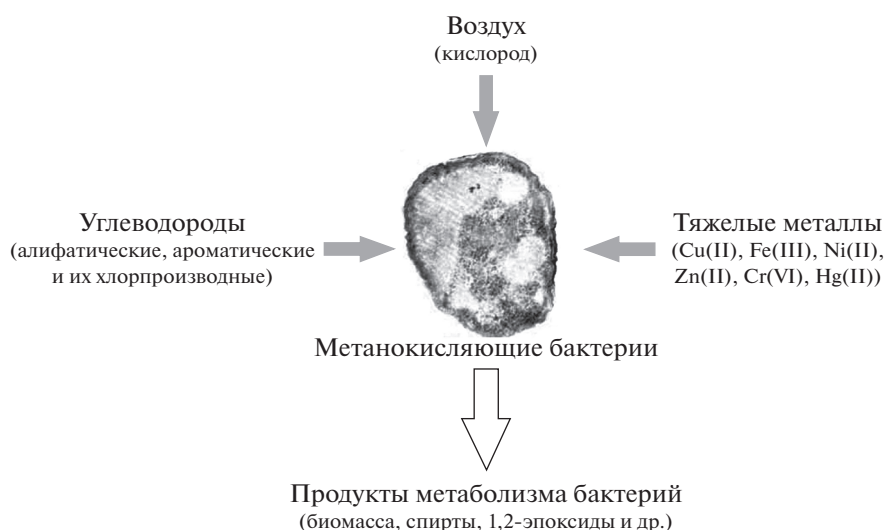 Воздух
(кислород)
Углеводороды
(алифатические, ароматические
и их хлорпроизводные)
Тяжелые металлы
(Cu(II), Fe(III), Ni(II),
Zn(II), Cr(VI), Hg(II))
Метанокисляющие бактерии
Продукты метаболизма бактерий
(биомасса, спирты, 1,2-эпоксиды и др.)